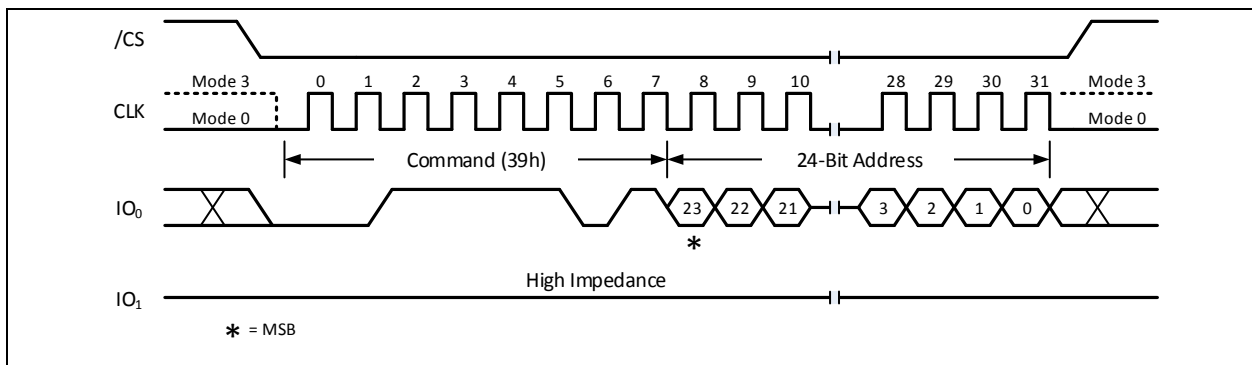 /CS
Mode 3 0 1 2 3 4 5 6 7 8 9 10 28 29 30 31 Mode 3
CLK
Mode 0 Mode 0
Command (39h) 24-Bit Address
IO0 23 22 21 3 2 1 0
*
High Impedance
IO1
* = MSB